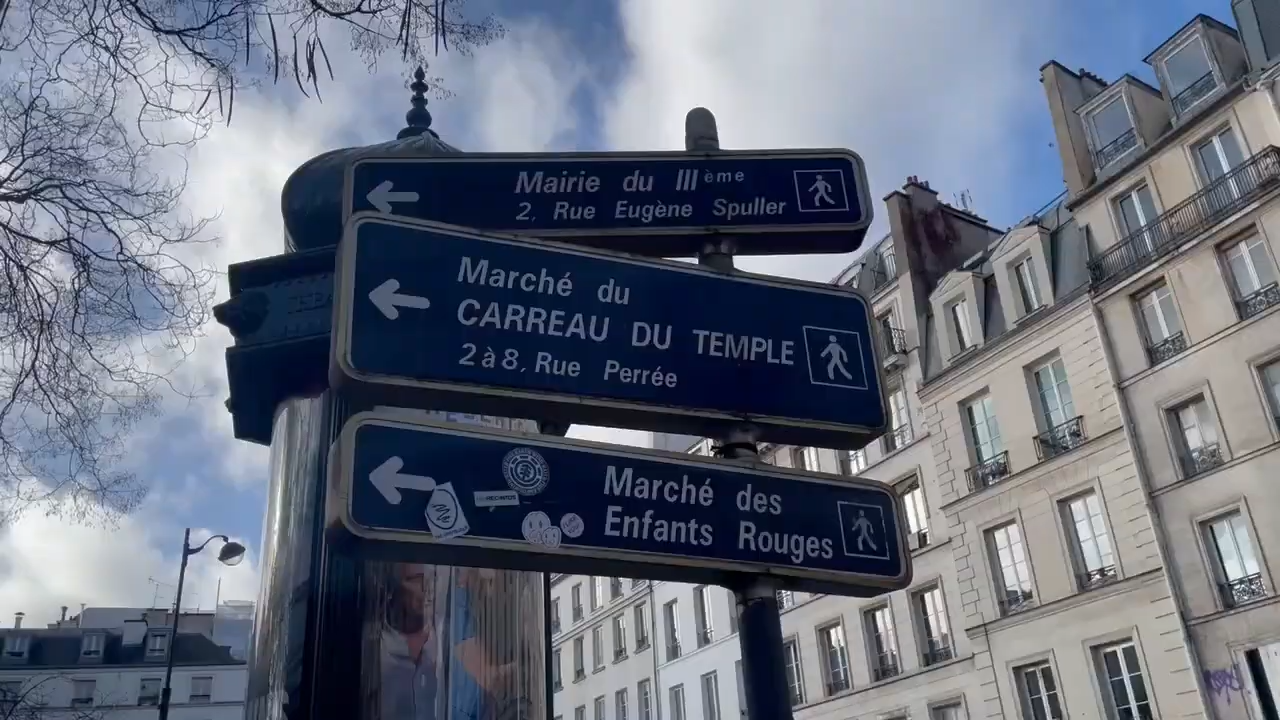 Mairie du IIIème
2, Rue Eugène Spuller
Marché du
CARREAU DU TEMPLE
2 à 8, Rue Perrée
Marché des
Enfants Rouges